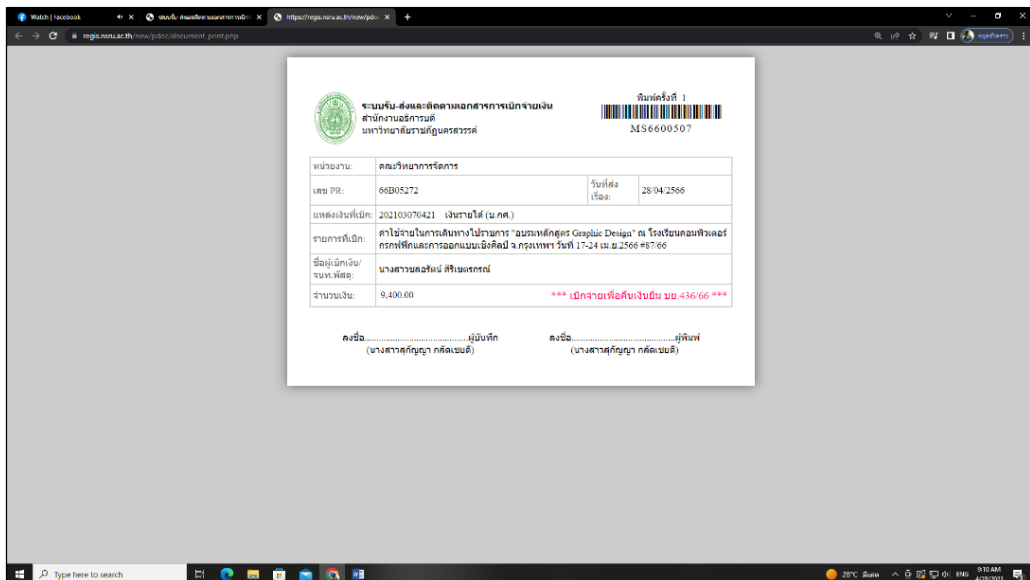 Watch | Facebook
https://regis.nsru.ac.th/new/pdoc
regis.nsru.ac.th/new/pdoc/document_print.php
ระบบรับ-ส่งและติดตามเอกสารการเบิกจ่ายเงิน
สำนักงานอธิการบดี
มหาวิทยาลัยราชภัฏนครสวรรค์
พิมพ์ครั้งที่ 1
MS6600507
หน่วยงาน: คณะวิทยาการจัดการ
เลข PR: 66B05272 วันที่ส่งเรื่อง: 28/04/2566
แหล่งเงินที่เบิก: 202103070421 เงินรายได้ (บ.กศ.)
รายการที่เบิก: ค่าใช้จ่ายในการเดินทางไปราชการ "อบรมหลักสูตร Graphic Design" ณ โรงเรียนคอมพิวเตอร์
กราฟฟิกและการออกแบบเชิงศิลป์ จ.กรุงเทพฯ วันที่ 17-24 เม.ย.2566 #87/66
ชื่อผู้เบิกเงิน/
จนท.พัสดุ: นางสาว
จำนวนเงิน: 9,400.00 *** เบิกจ่ายเพื่อคืนเงินยืม บย.436/66 ***
ลงชื่อ............................................ผู้บันทึก ลงชื่อ............................................ผู้พิมพ์
(นางสาวสุกัญญา กลัดเชยดี) (นางสาวสุกัญญา กลัดเชยดี)
Type here to search
28°C
ENG
9:10 AM
4/28/2023